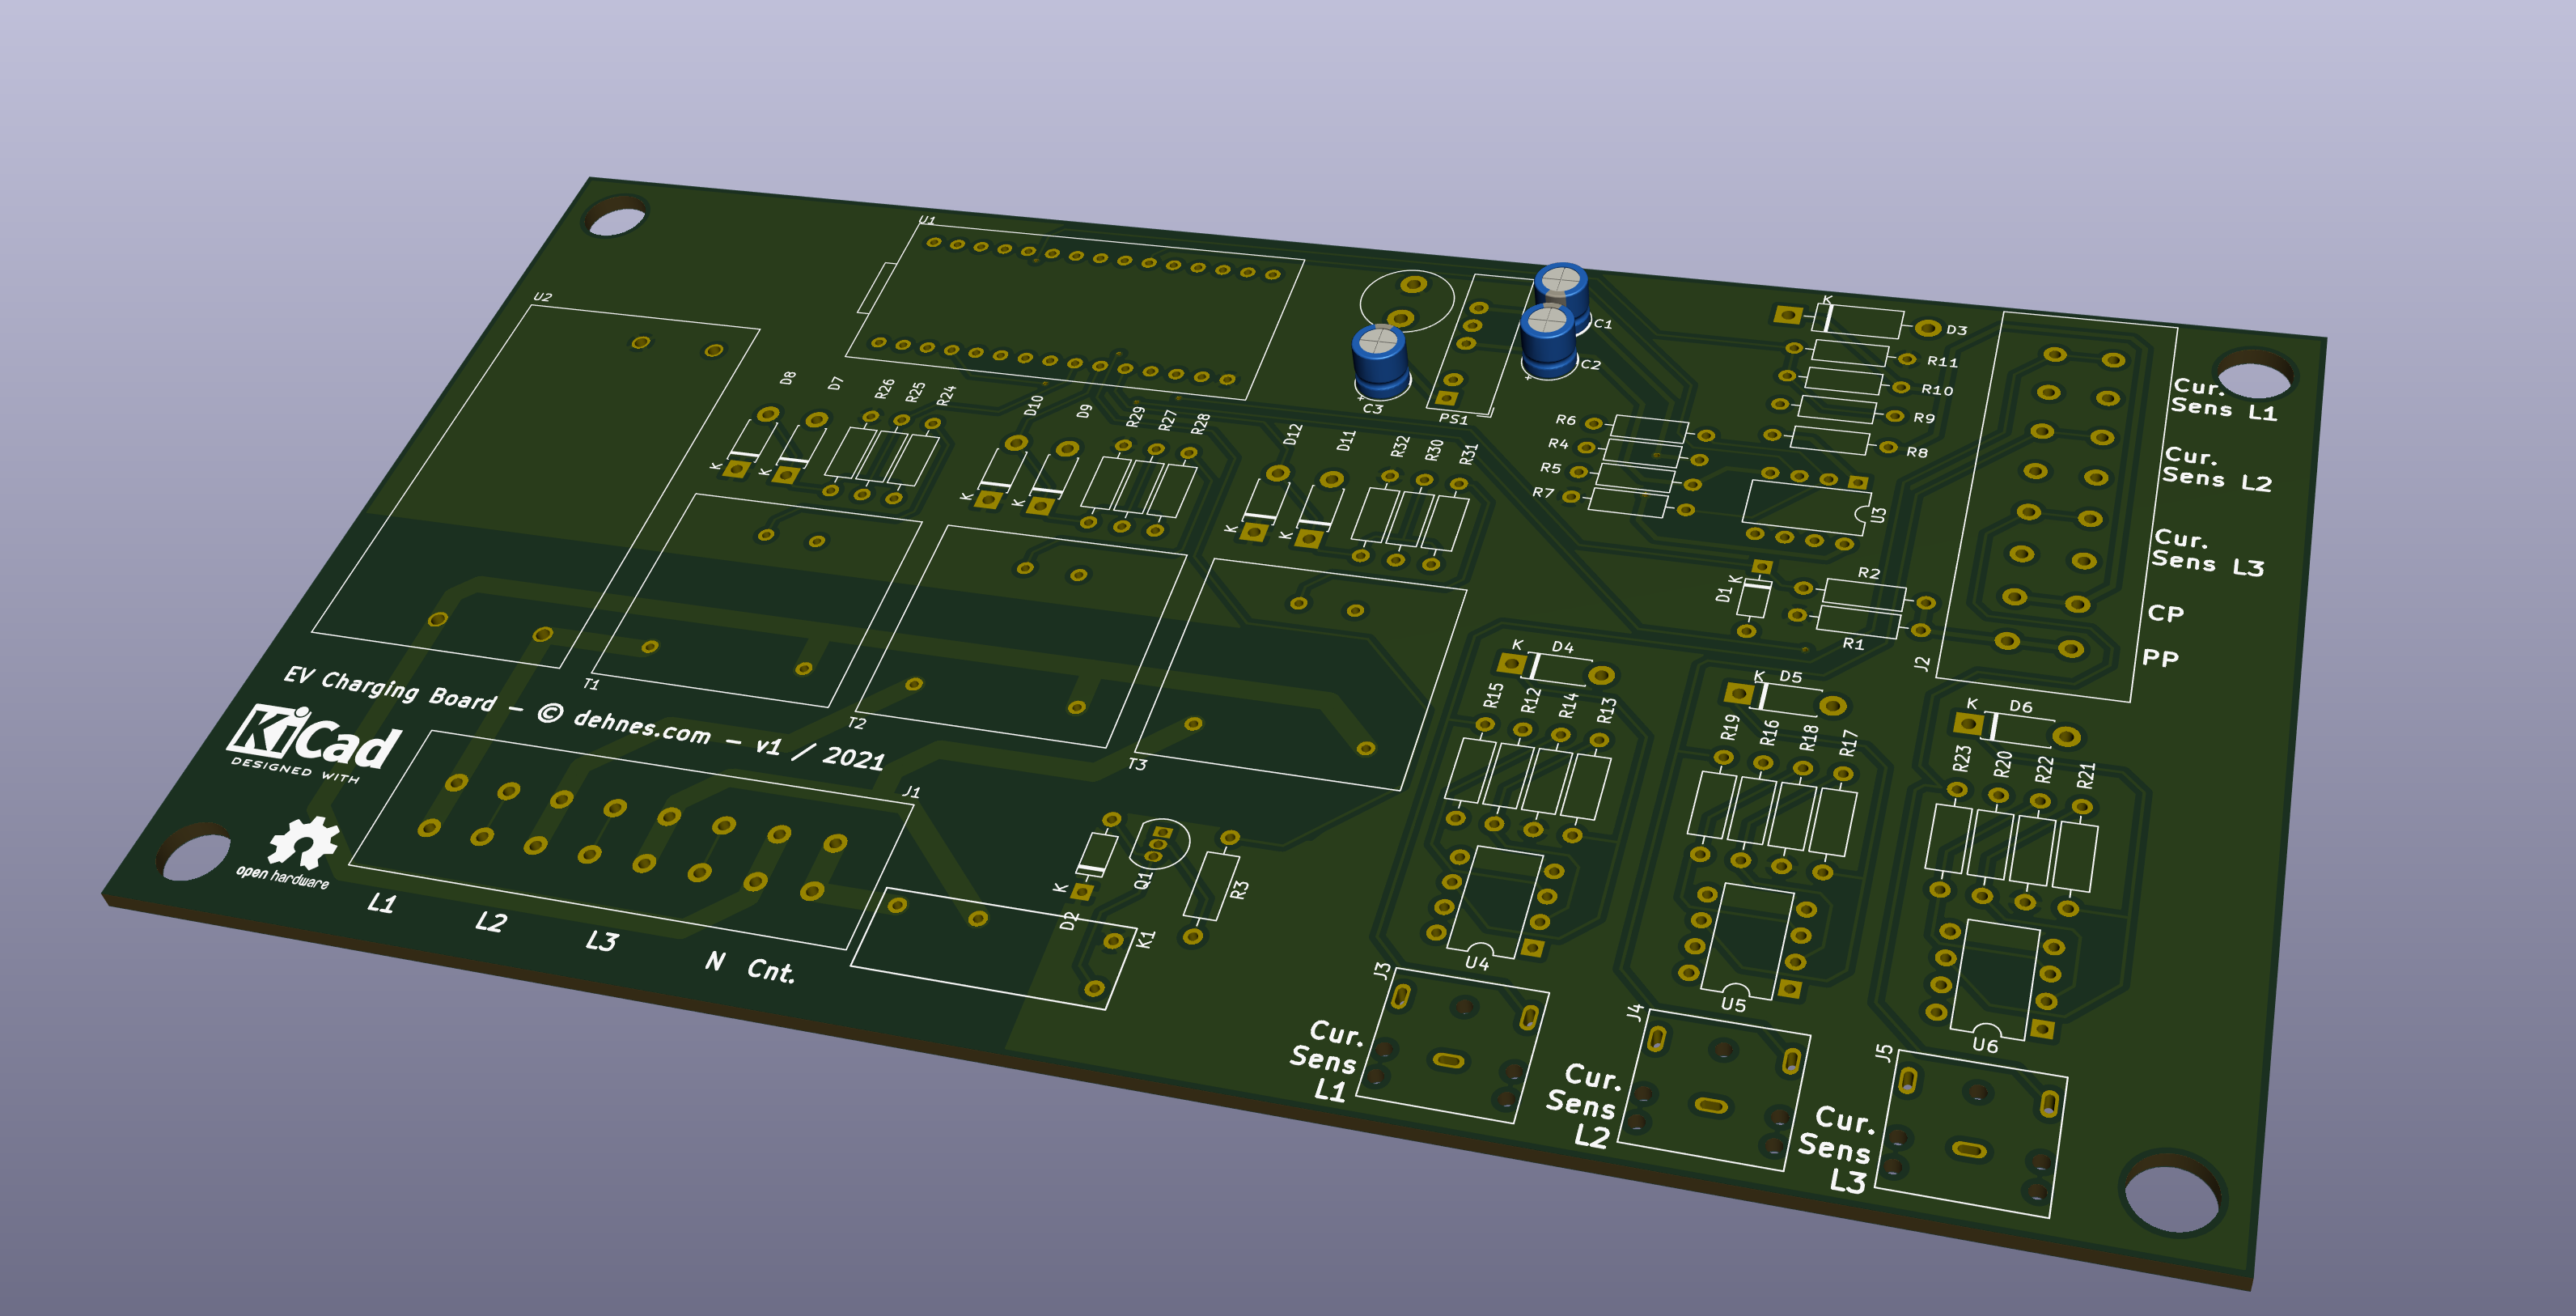 U1
U2
K
D3
C1
R11
C2
D8
D7
R26
R25
R24
Cur.
Sens L1
R10
D10
D9
R29
R27
R28
+
+
C3
PS1
R9
R6
D12
D11
R32
R30
R31
R4
R8
K
K
Cur.
Sens L2
R5
R7
K
K
U3
K
K
Cur.
Sens L3
R2
K
D1
CP
R1
J2
PP
K
D4
EV Charging Board - © dehnes.com - v1 / 2021
T1
T2
T3
K
D5
R15
R12
R14
R13
K
D6
R19
R16
R18
R17
R23
R20
R22
R21
KiCad
DESIGNED WITH
J1
open hardware
K
Q1
R3
D2
K1
L1
L2
L3
N Cnt.
U4
U5
U6
J3
J4
J5
Cur.
Sens
L1
Cur.
Sens
L2
Cur.
Sens
L3